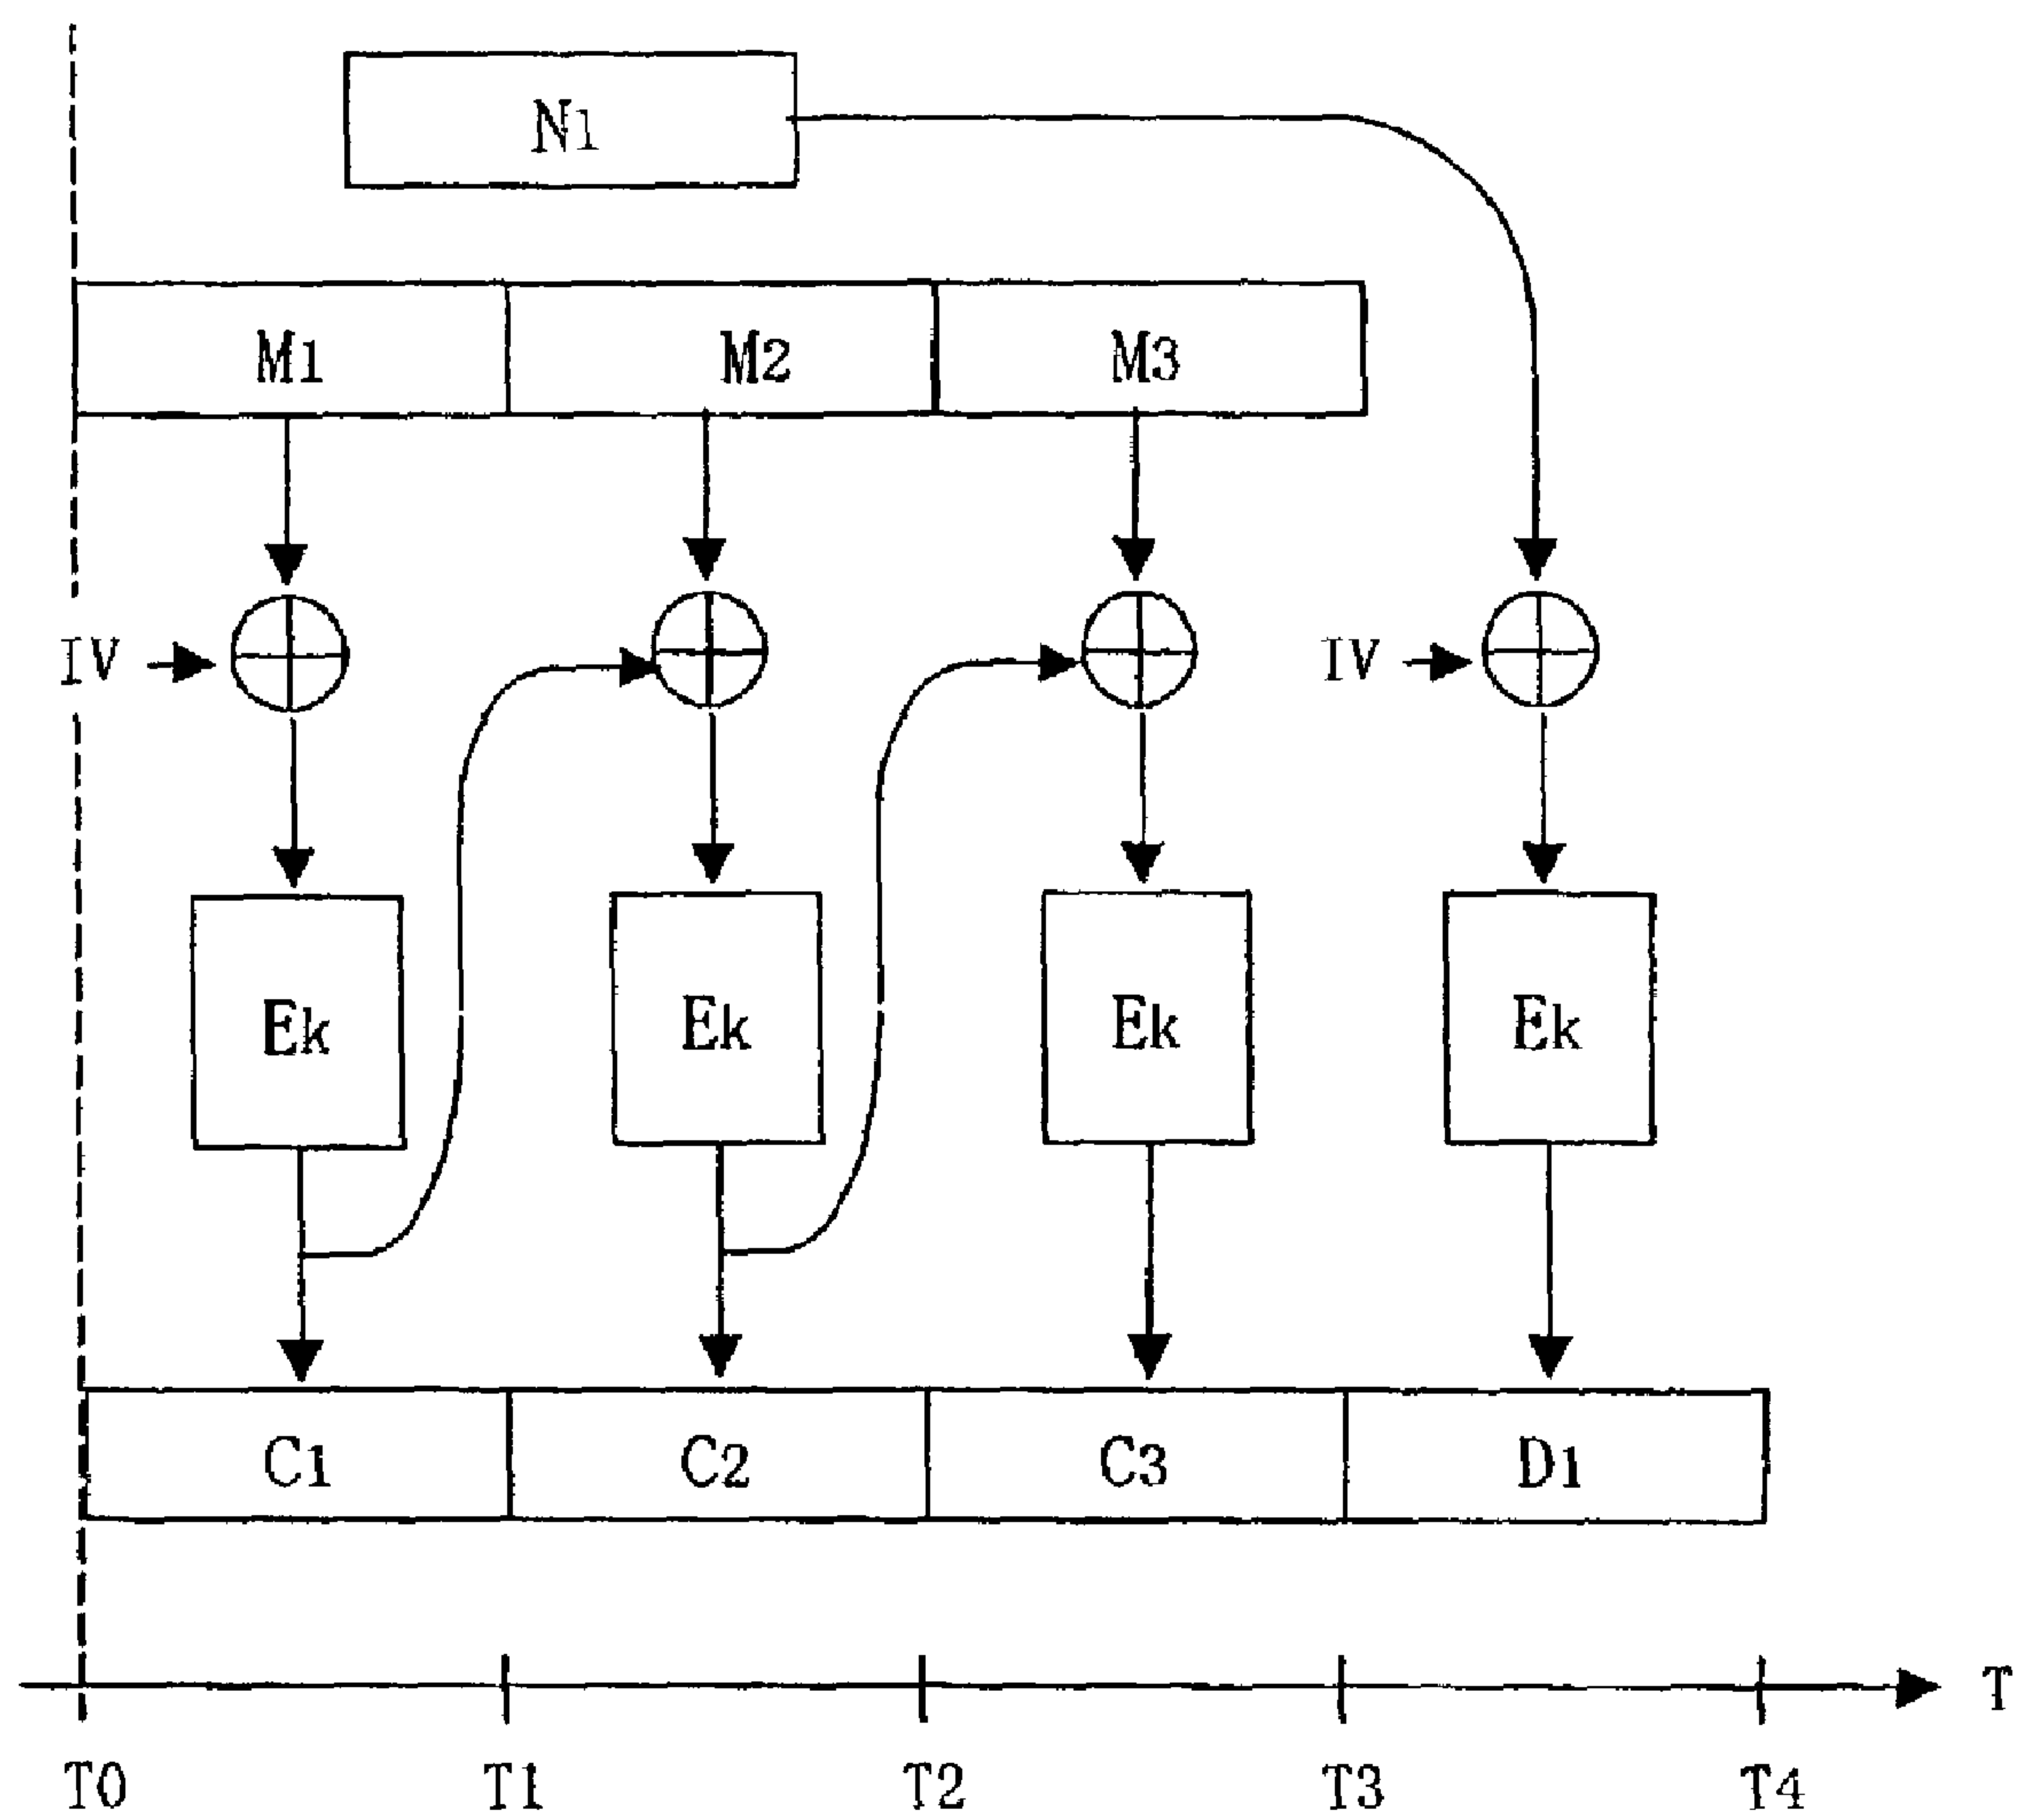 N1
M1 M2 M3
IV IV
Ek Ek Ek Ek
C1 C2 C3 D1
T
T0 T1 T2 T3 T4